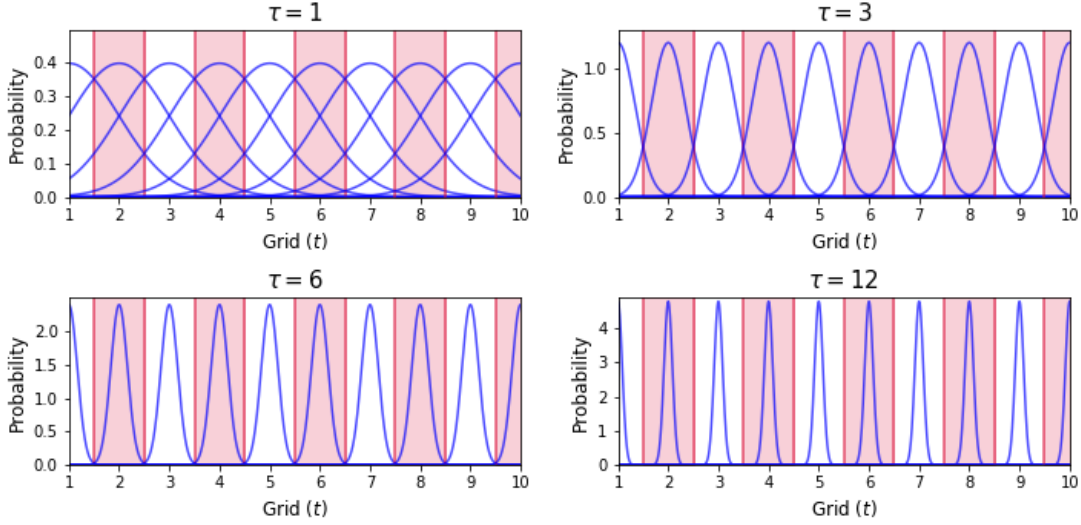 τ = 1
Probability
0.4
0.3
0.2
0.1
0.0
1 2 3 4 5 6 7 8 9 10
Grid (t)
τ = 3
Probability
1.0
0.5
0.0
1 2 3 4 5 6 7 8 9 10
Grid (t)
τ = 6
Probability
2.0
1.5
1.0
0.5
0.0
1 2 3 4 5 6 7 8 9 10
Grid (t)
τ = 12
Probability
4
3
2
1
0
1 2 3 4 5 6 7 8 9 10
Grid (t)